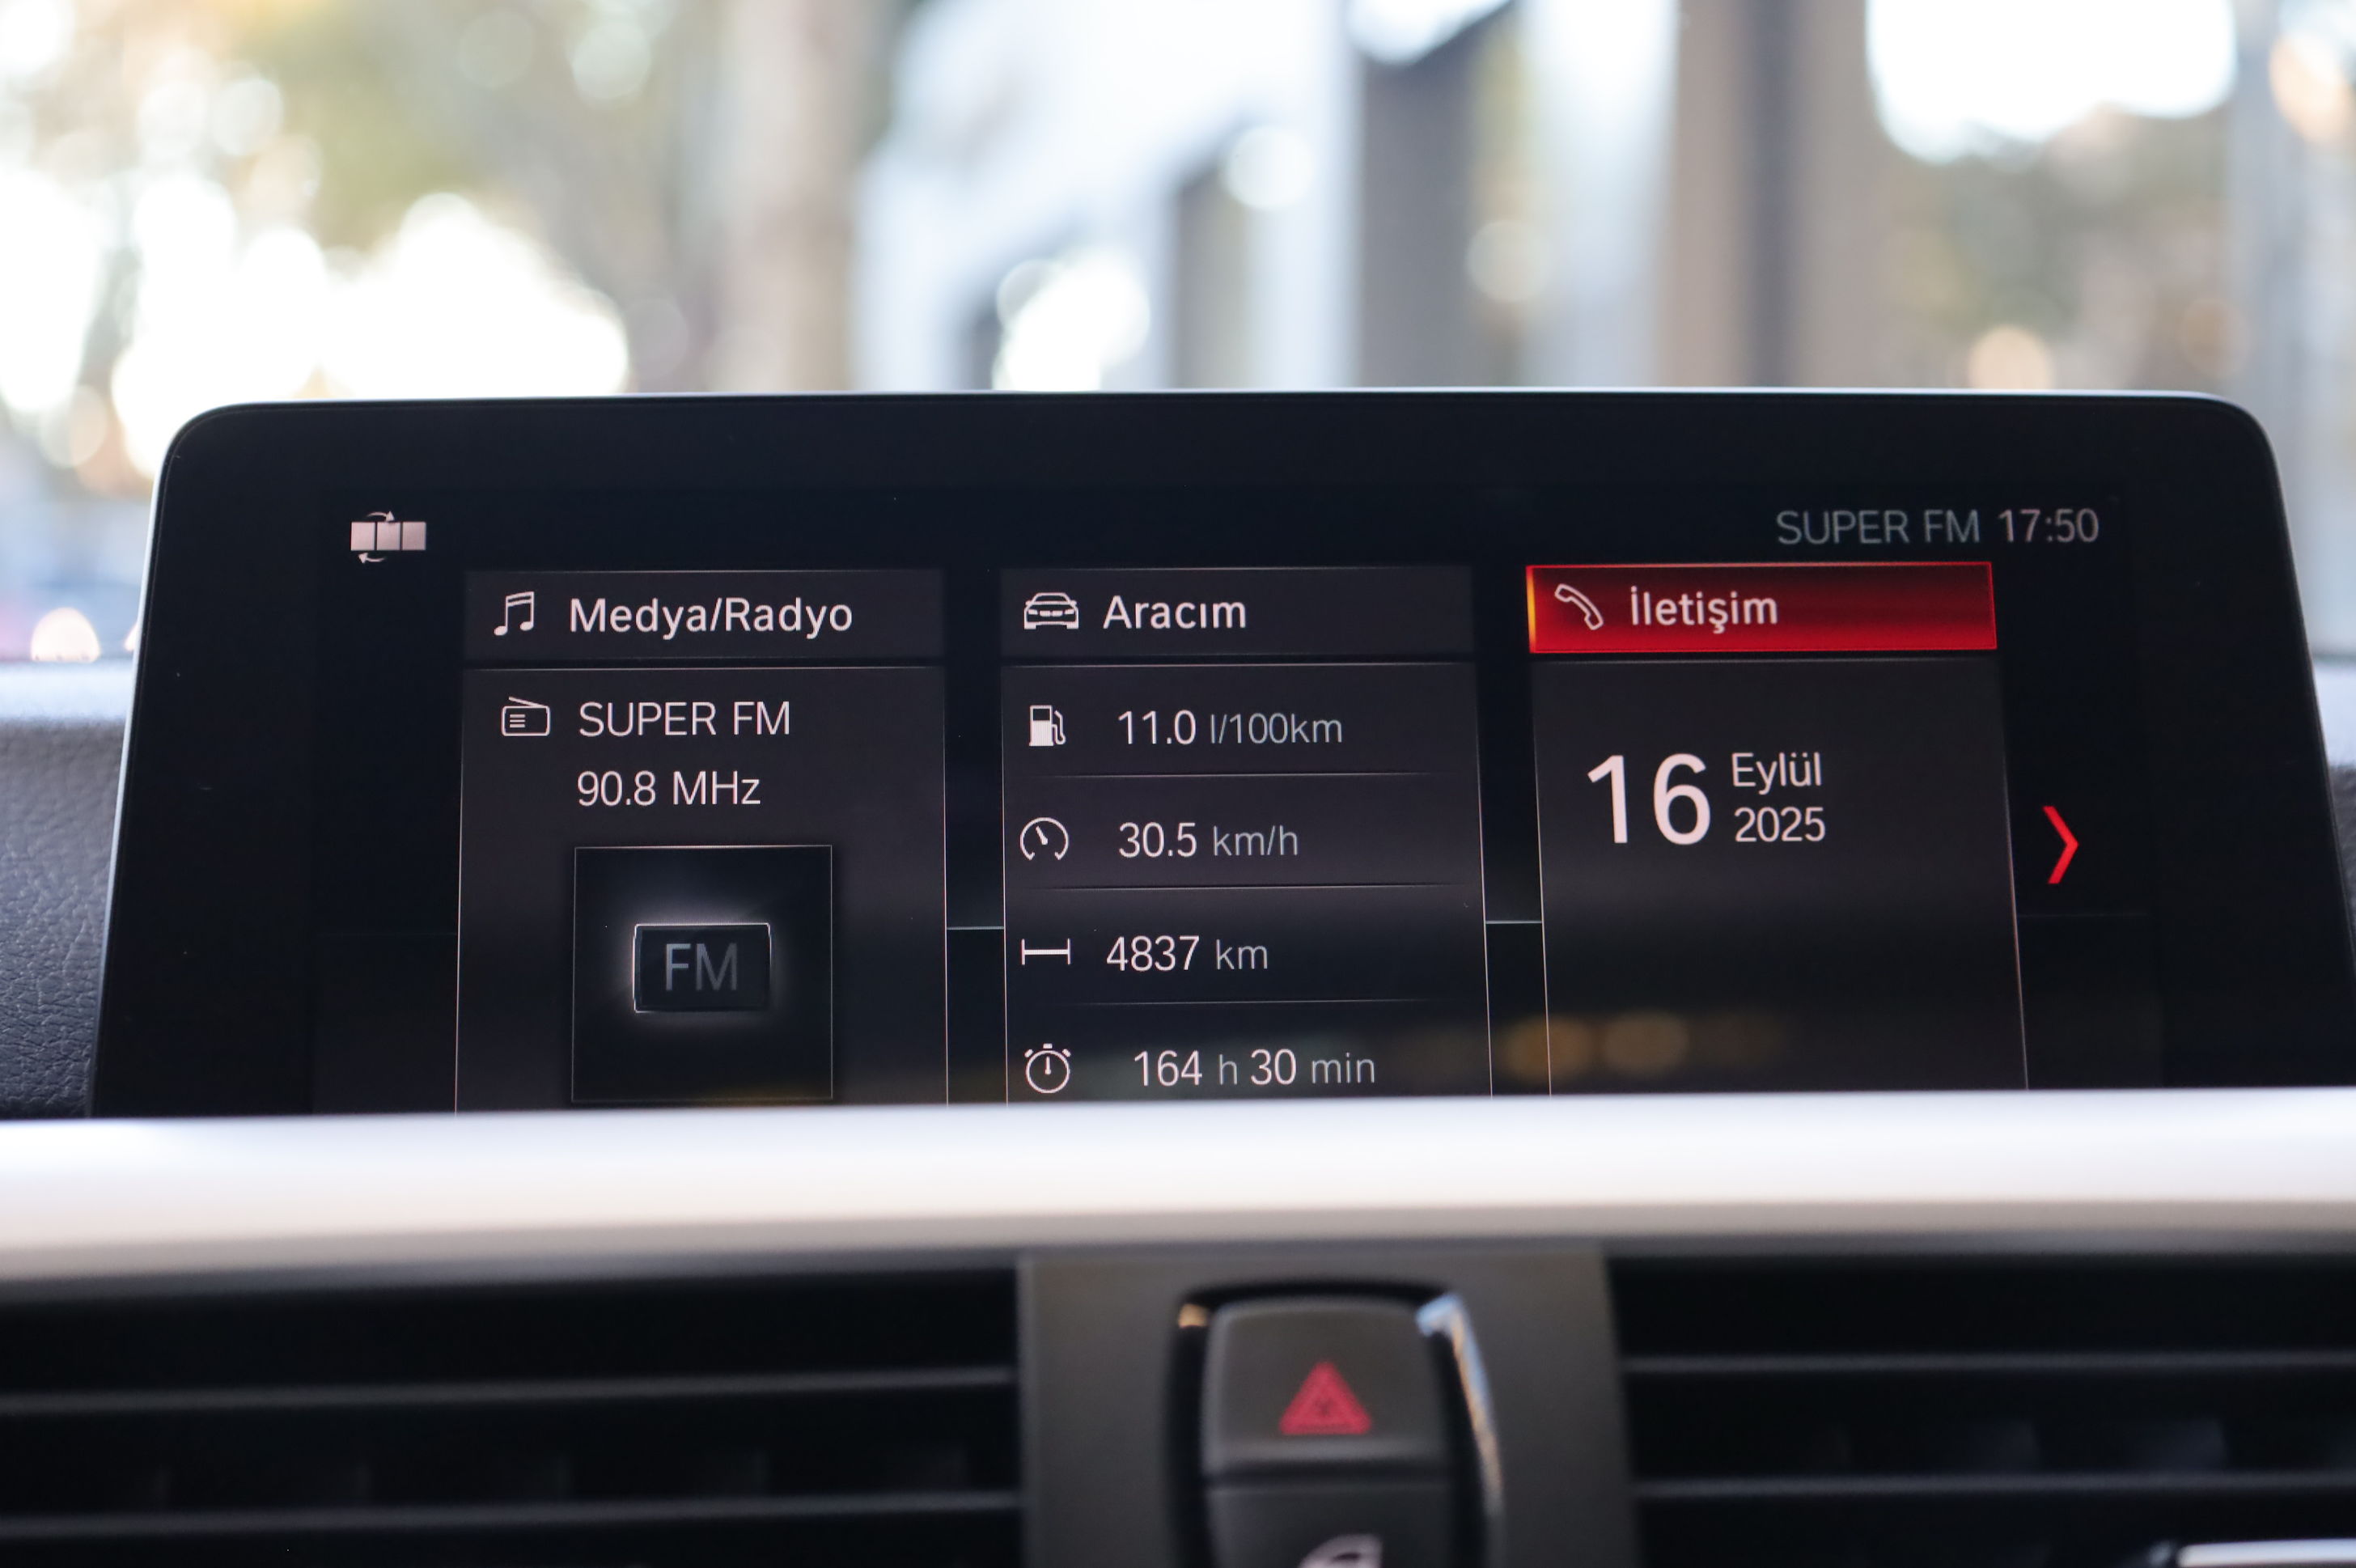 SUPER FM 17:50
Medya/Radyo
SUPER FM
90.8 MHz
FM
Aracım
11.0 l/100km
30.5 km/h
4837 km
164 h 30 min
İletişim
16 Eylül
2025